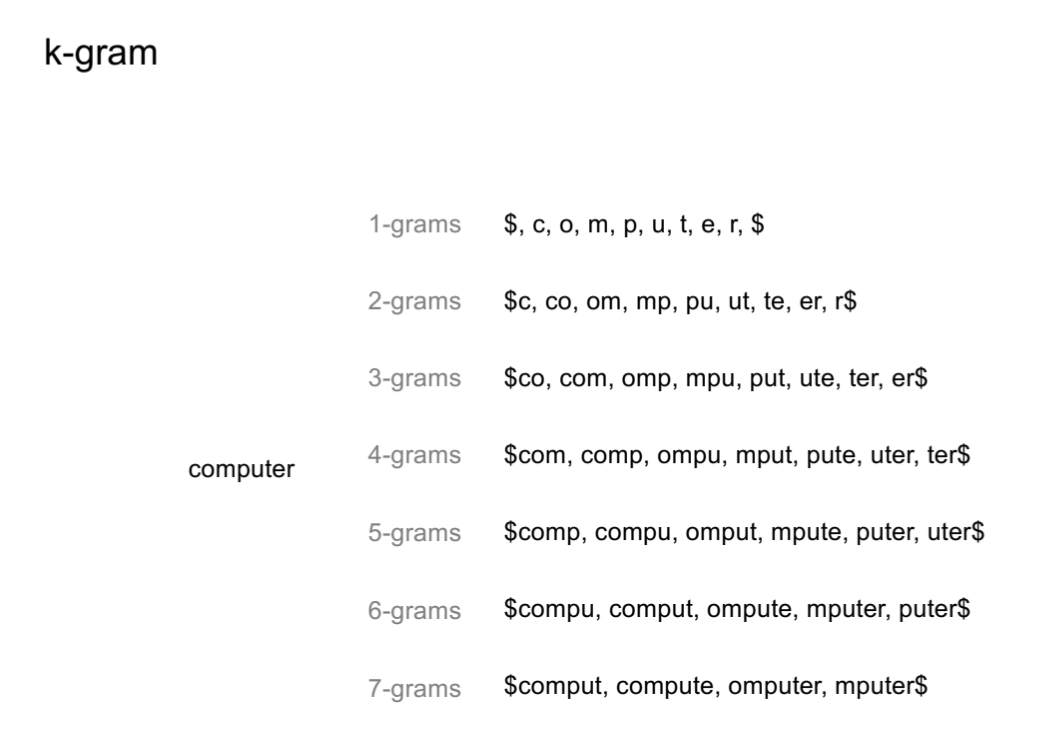 k-gram
1-grams $, c, o, m, p, u, t, e, r, $
2-grams $c, co, om, mp, pu, ut, te, er, r$
3-grams $co, com, omp, mpu, put, ute, ter, er$
4-grams $com, comp, ompu, mput, pute, uter, ter$
computer
5-grams $comp, compu, omput, mpute, puter, uter$
6-grams $compu, comput, ompute, mputer, puter$
7-grams $comput, compute, omputer, mputer$